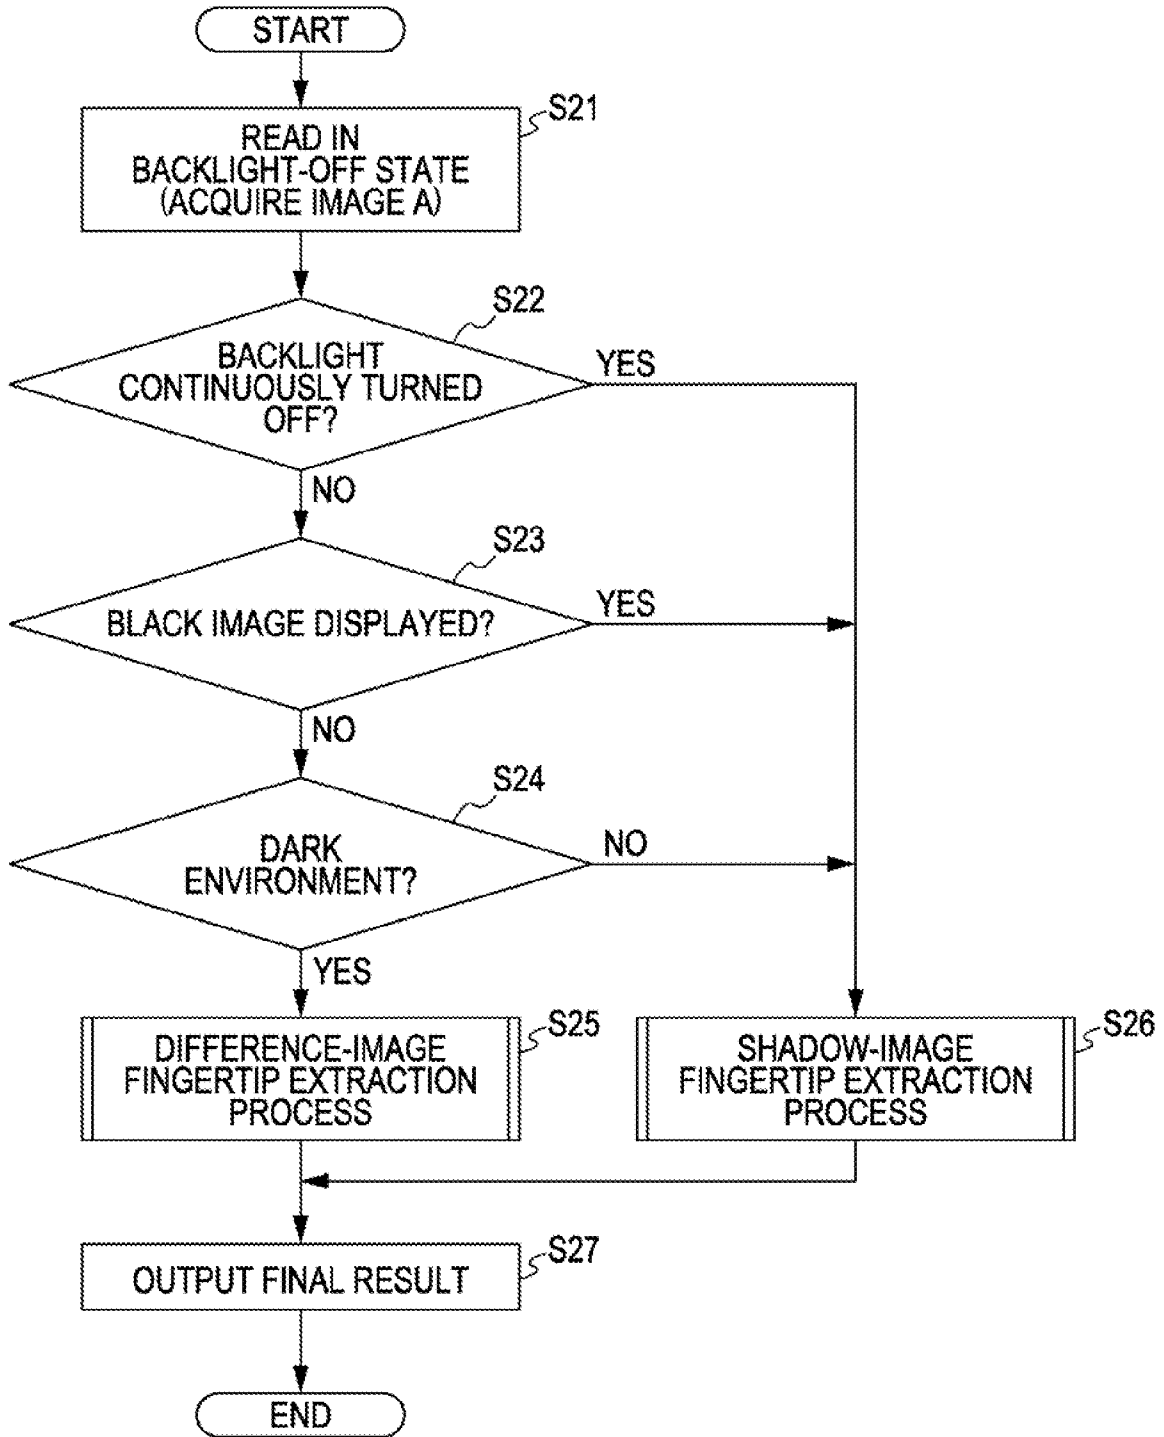 START
S21
READ IN
BACKLIGHT-OFF STATE
(ACQUIRE IMAGE A)
S22
BACKLIGHT
CONTINUOUSLY TURNED
OFF?
YES
NO
S23
BLACK IMAGE DISPLAYED?
YES
NO
S24
DARK
ENVIRONMENT?
NO
YES
S25
DIFFERENCE-IMAGE
FINGERTIP EXTRACTION
PROCESS
S26
SHADOW-IMAGE
FINGERTIP EXTRACTION
PROCESS
S27
OUTPUT FINAL RESULT
END